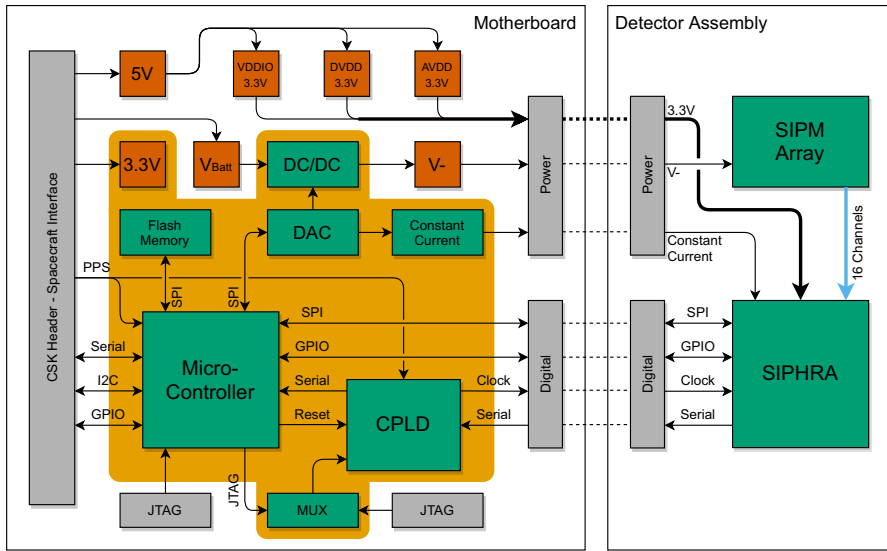 Motherboard
Detector Assembly
CSK Header - Spacecraft Interface
5V
VDDIO
3.3V
DVDD
3.3V
AVDD
3.3V
3.3V
VBatt
DC/DC
V-
Power
Power
3.3V
V-
SIPM
Array
Flash
Memory
DAC
Constant
Current
Constant
Current
16 Channels
PPS
SPI
SPI
SPI
SPI
Serial
Micro-
Controller
GPIO
Digital
Digital
GPIO
SIPHRA
I2C
Serial
CPLD
Clock
Clock
GPIO
Reset
Serial
Serial
JTAG
JTAG
MUX
JTAG